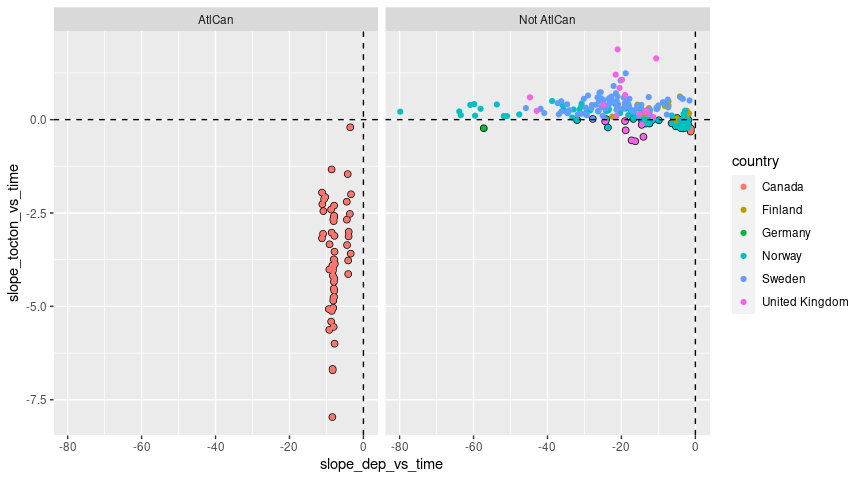 AtlCan
Not AtlCan
0.0
-2.5
-5.0
-7.5
slope_tocton_vs_time
-80
-60
-40
-20
0
-80
-60
-40
-20
0
slope_dep_vs_time
country
Canada
Finland
Germany
Norway
Sweden
United Kingdom